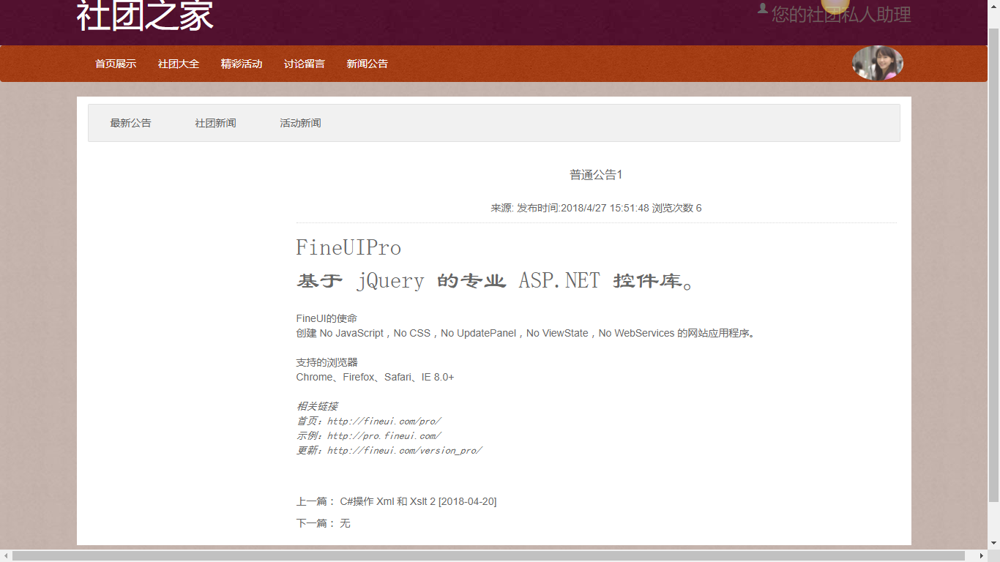 社团之家
您的社团私人助理
首页展示 社团大全 精彩活动 讨论留言 新闻公告
最新公告 社团新闻 活动新闻
普通公告1
来源: 发布时间:2018/4/27 15:51:48 浏览次数 6
FineUIPro
基于 jQuery 的专业 ASP.NET 控件库。
FineUI的使命
创建 No JavaScript，No CSS，No UpdatePanel，No ViewState，No WebServices 的网站应用程序。
支持的浏览器
Chrome、Firefox、Safari、IE 8.0+
相关链接
首页：http://fineui.com/pro/
示例：http://pro.fineui.com/
更新：http://fineui.com/version_pro/
上一篇： C#操作 Xml 和 Xslt 2 [2018-04-20]
下一篇： 无